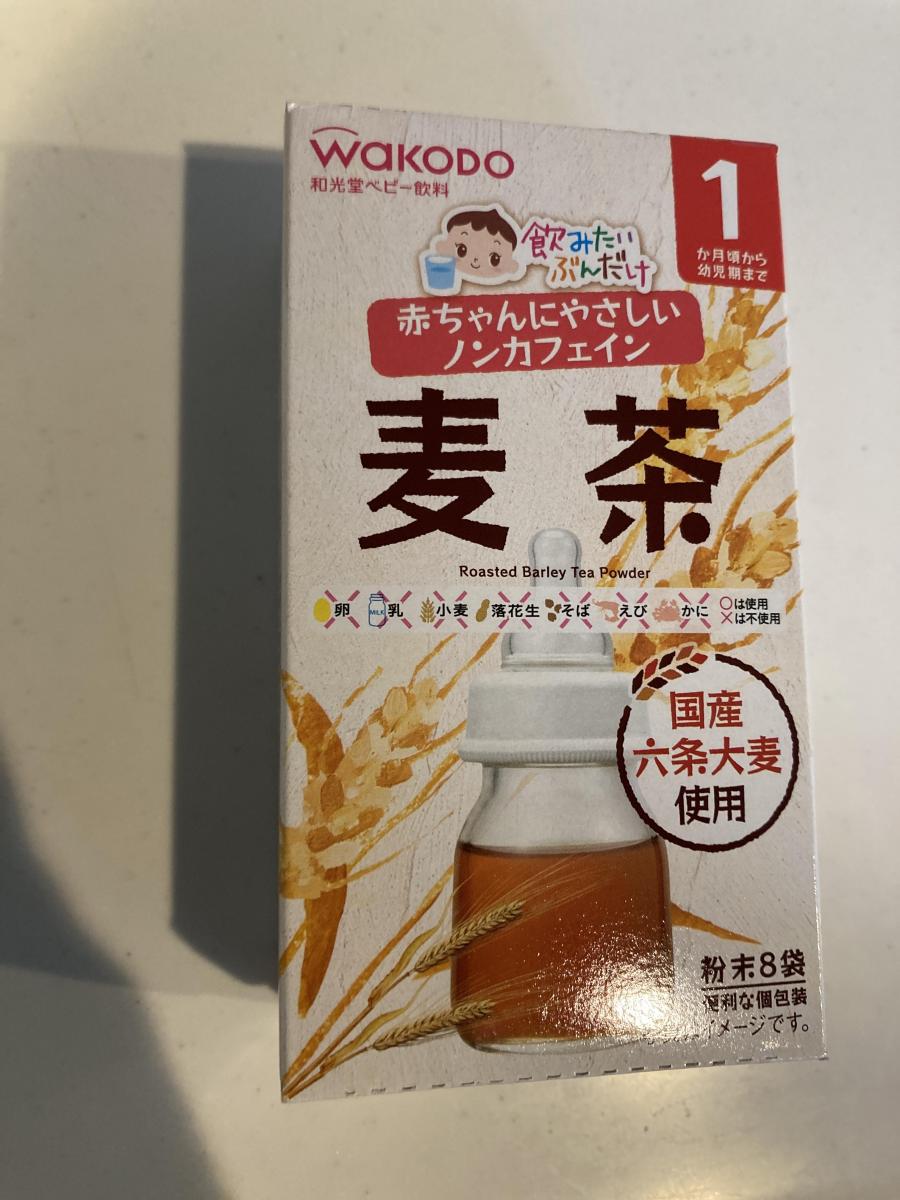 WAKODO
和光堂ベビー飲料
1
か月頃から
幼児期まで
飲みたい
ぶんだけ
赤ちゃんにやさしい
ノンカフェイン
麦茶
Roasted Barley Tea Powder
卵 MILK 乳 小麦 落花生 そば えび かに
○は使用
×は不使用
国産
六条大麦
使用
粉末8袋
便利な個包装
イメージです。